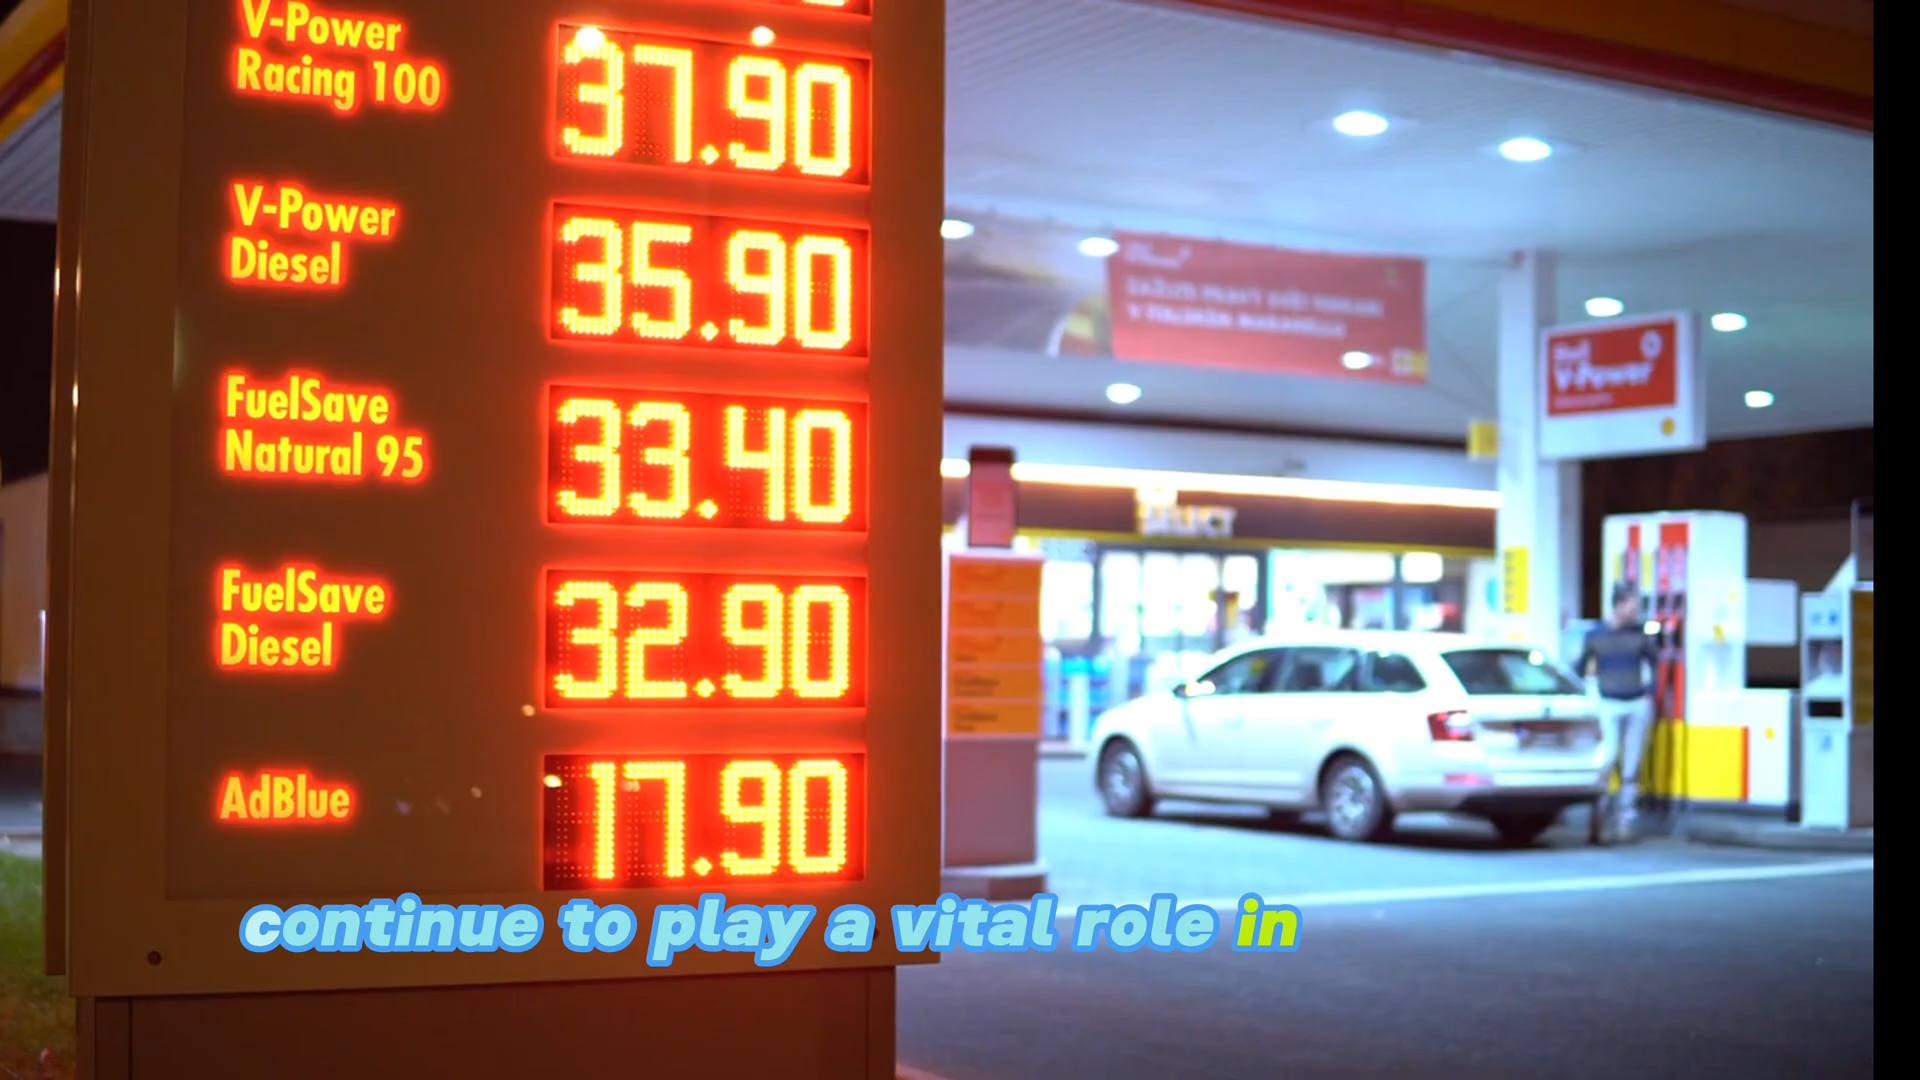 V-Power
Racing 100
37.90
V-Power
Diesel
35.90
FuelSave
Natural 95
33.40
FuelSave
Diesel
32.90
AdBlue
17.90
V-Power
continue to play a vital role in